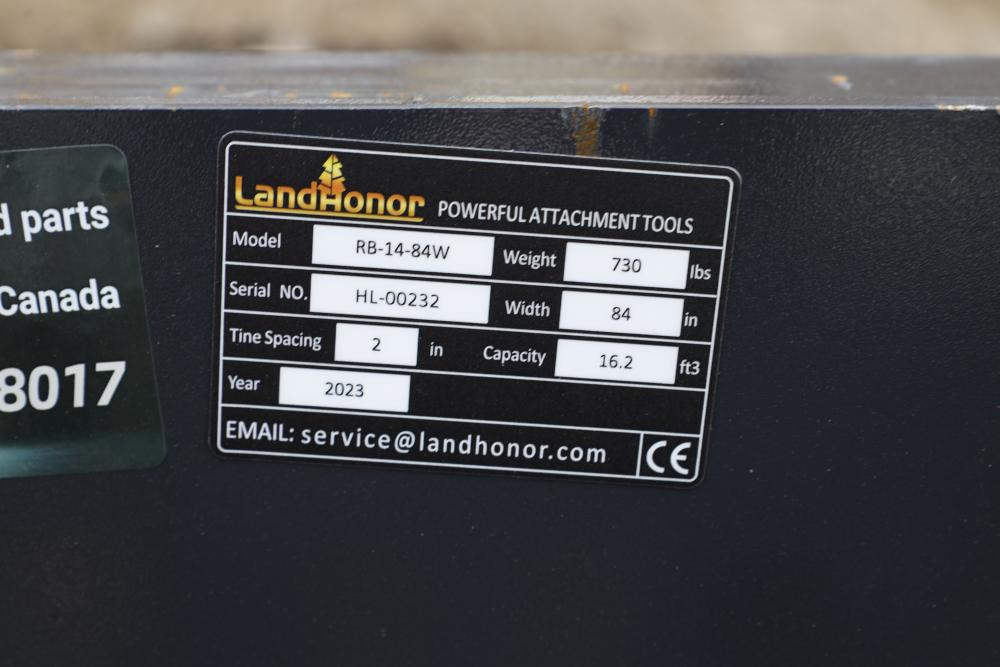 d parts
Canada
8017
LandHonor POWERFUL ATTACHMENT TOOLS
Model RB-14-84W Weight 730 lbs
Serial NO. HL-00232 Width 84 in
Tine Spacing 2 in Capacity 16.2 ft3
Year 2023
EMAIL: service@landhonor.com CE